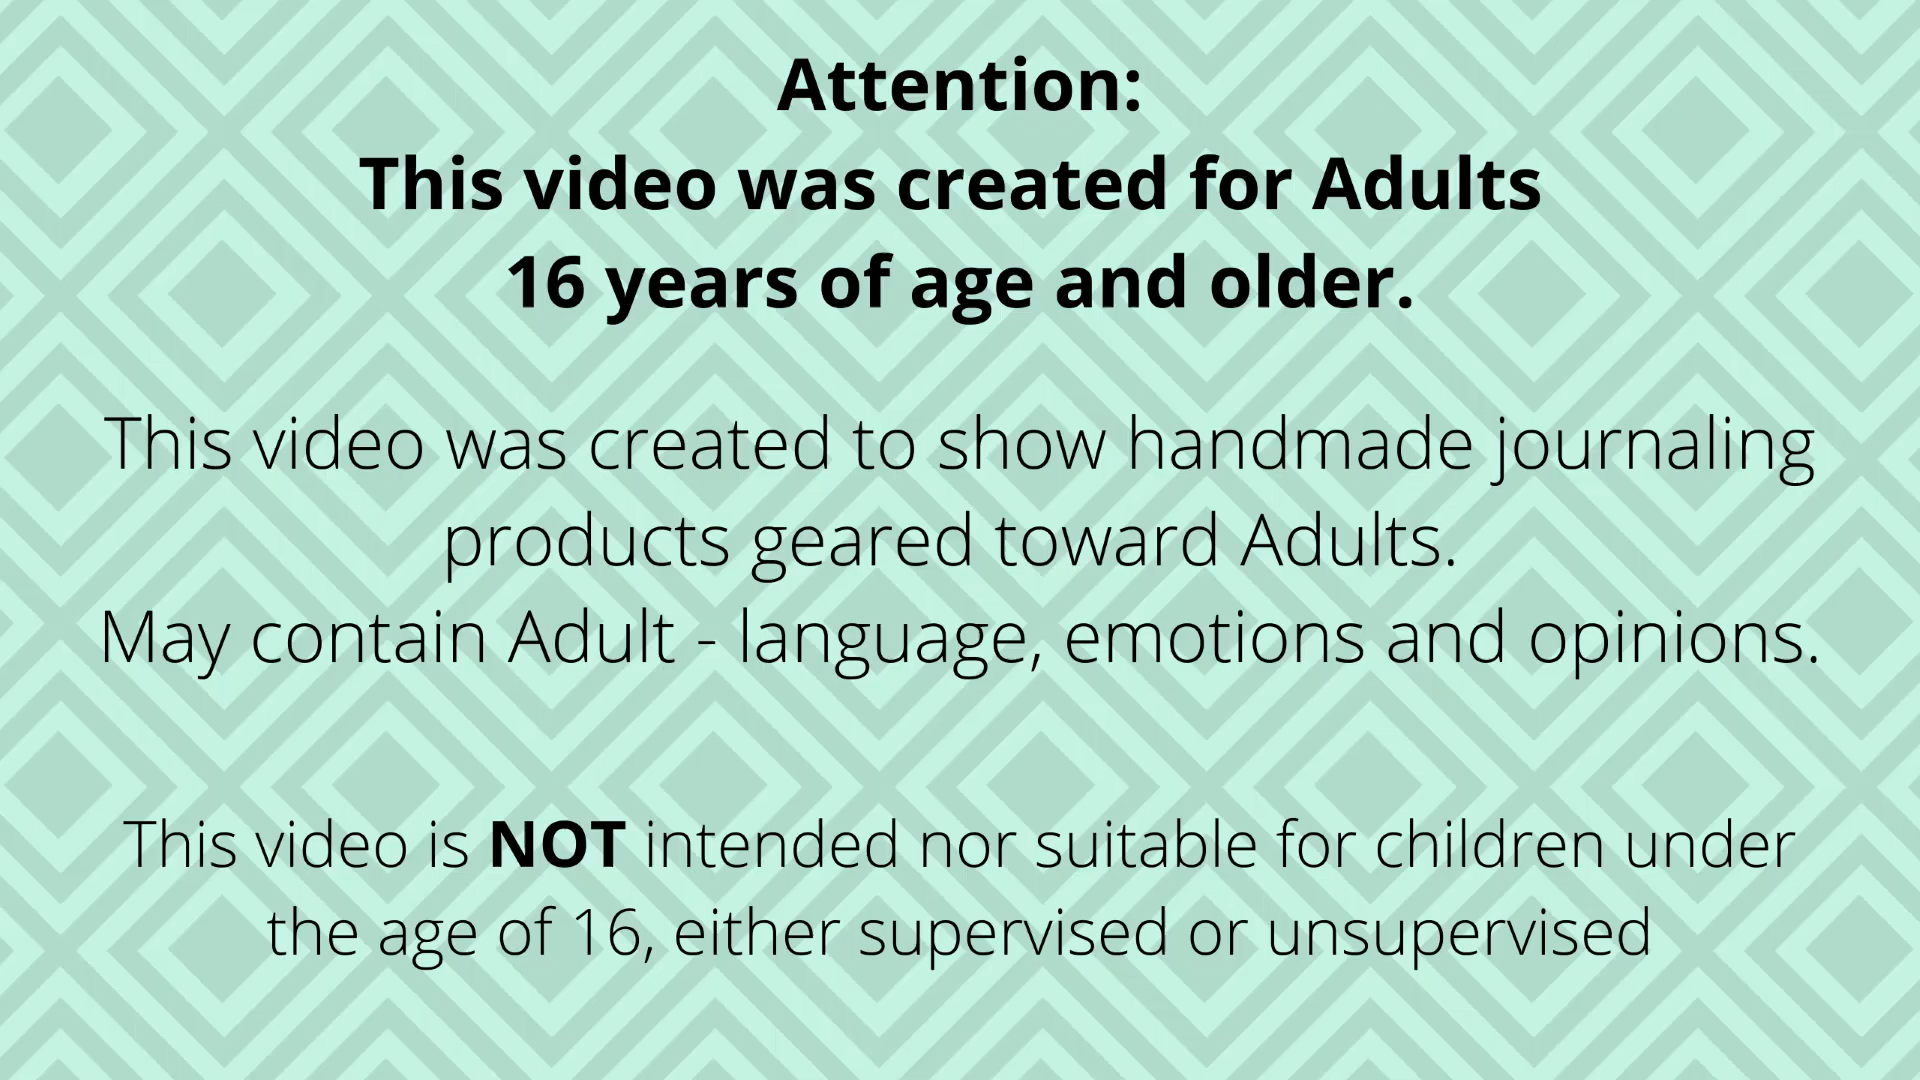 Attention:
This video was created for Adults
16 years of age and older.
This video was created to show handmade journaling
products geared toward Adults.
May contain Adult - language, emotions and opinions.
This video is NOT intended nor suitable for children under
the age of 16, either supervised or unsupervised